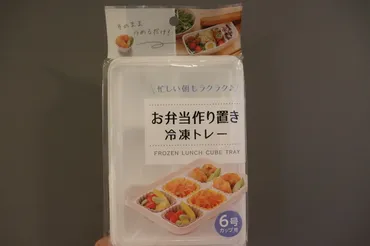 そのまま
つめるだけ!
忙しい朝もラクラク♪
お弁当作り置き
冷凍トレー
FROZEN LUNCH CUBE TRAY
6号
カップ用